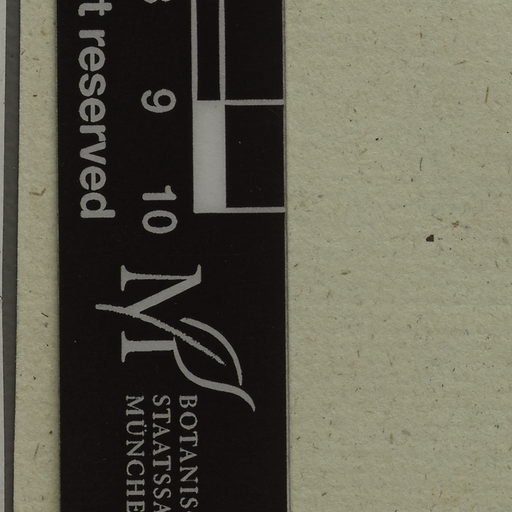 t reserved
9
10
M
BOTANIS
STAATSSA
MÜNCHE